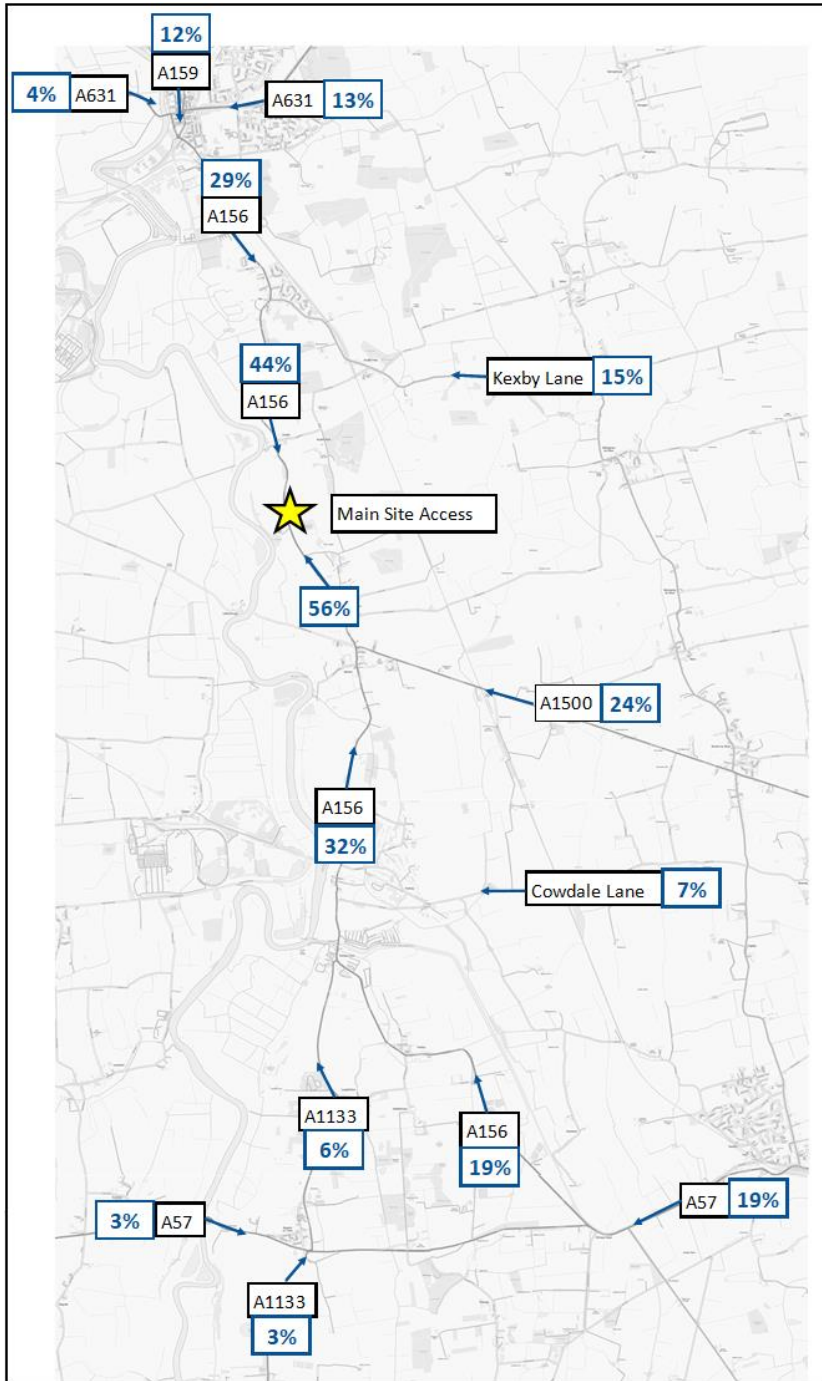 12%
A159
4% A631
A631 13%
29%
A156
44%
A156
Kexby Lane 15%
Main Site Access
56%
A1500 24%
A156
32%
Cowdale Lane 7%
A1133
6%
A156
19%
3% A57
A57 19%
A1133
3%